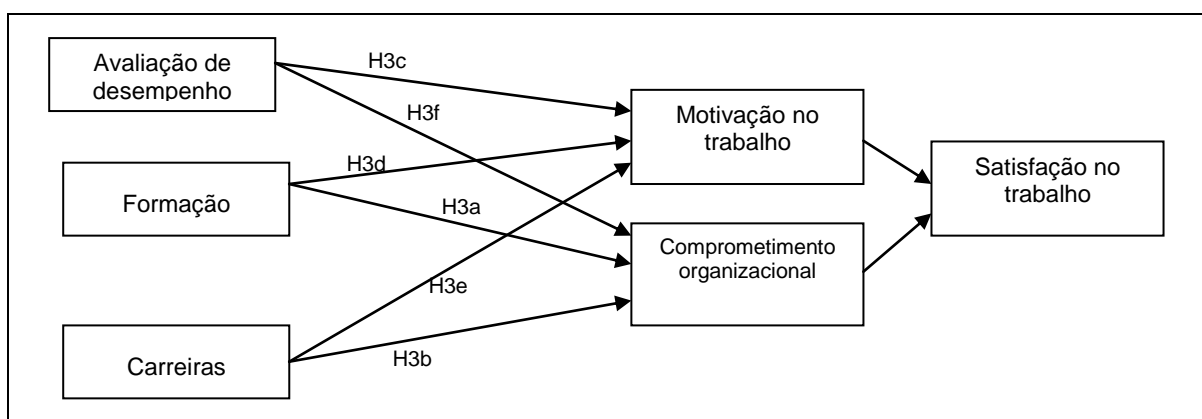 Avaliação de
desempenho
H3c
H3f
Motivação no
trabalho
H3d
Satisfação no
trabalho
Formação
H3a
Comprometimento
organizacional
H3e
Carreiras
H3b